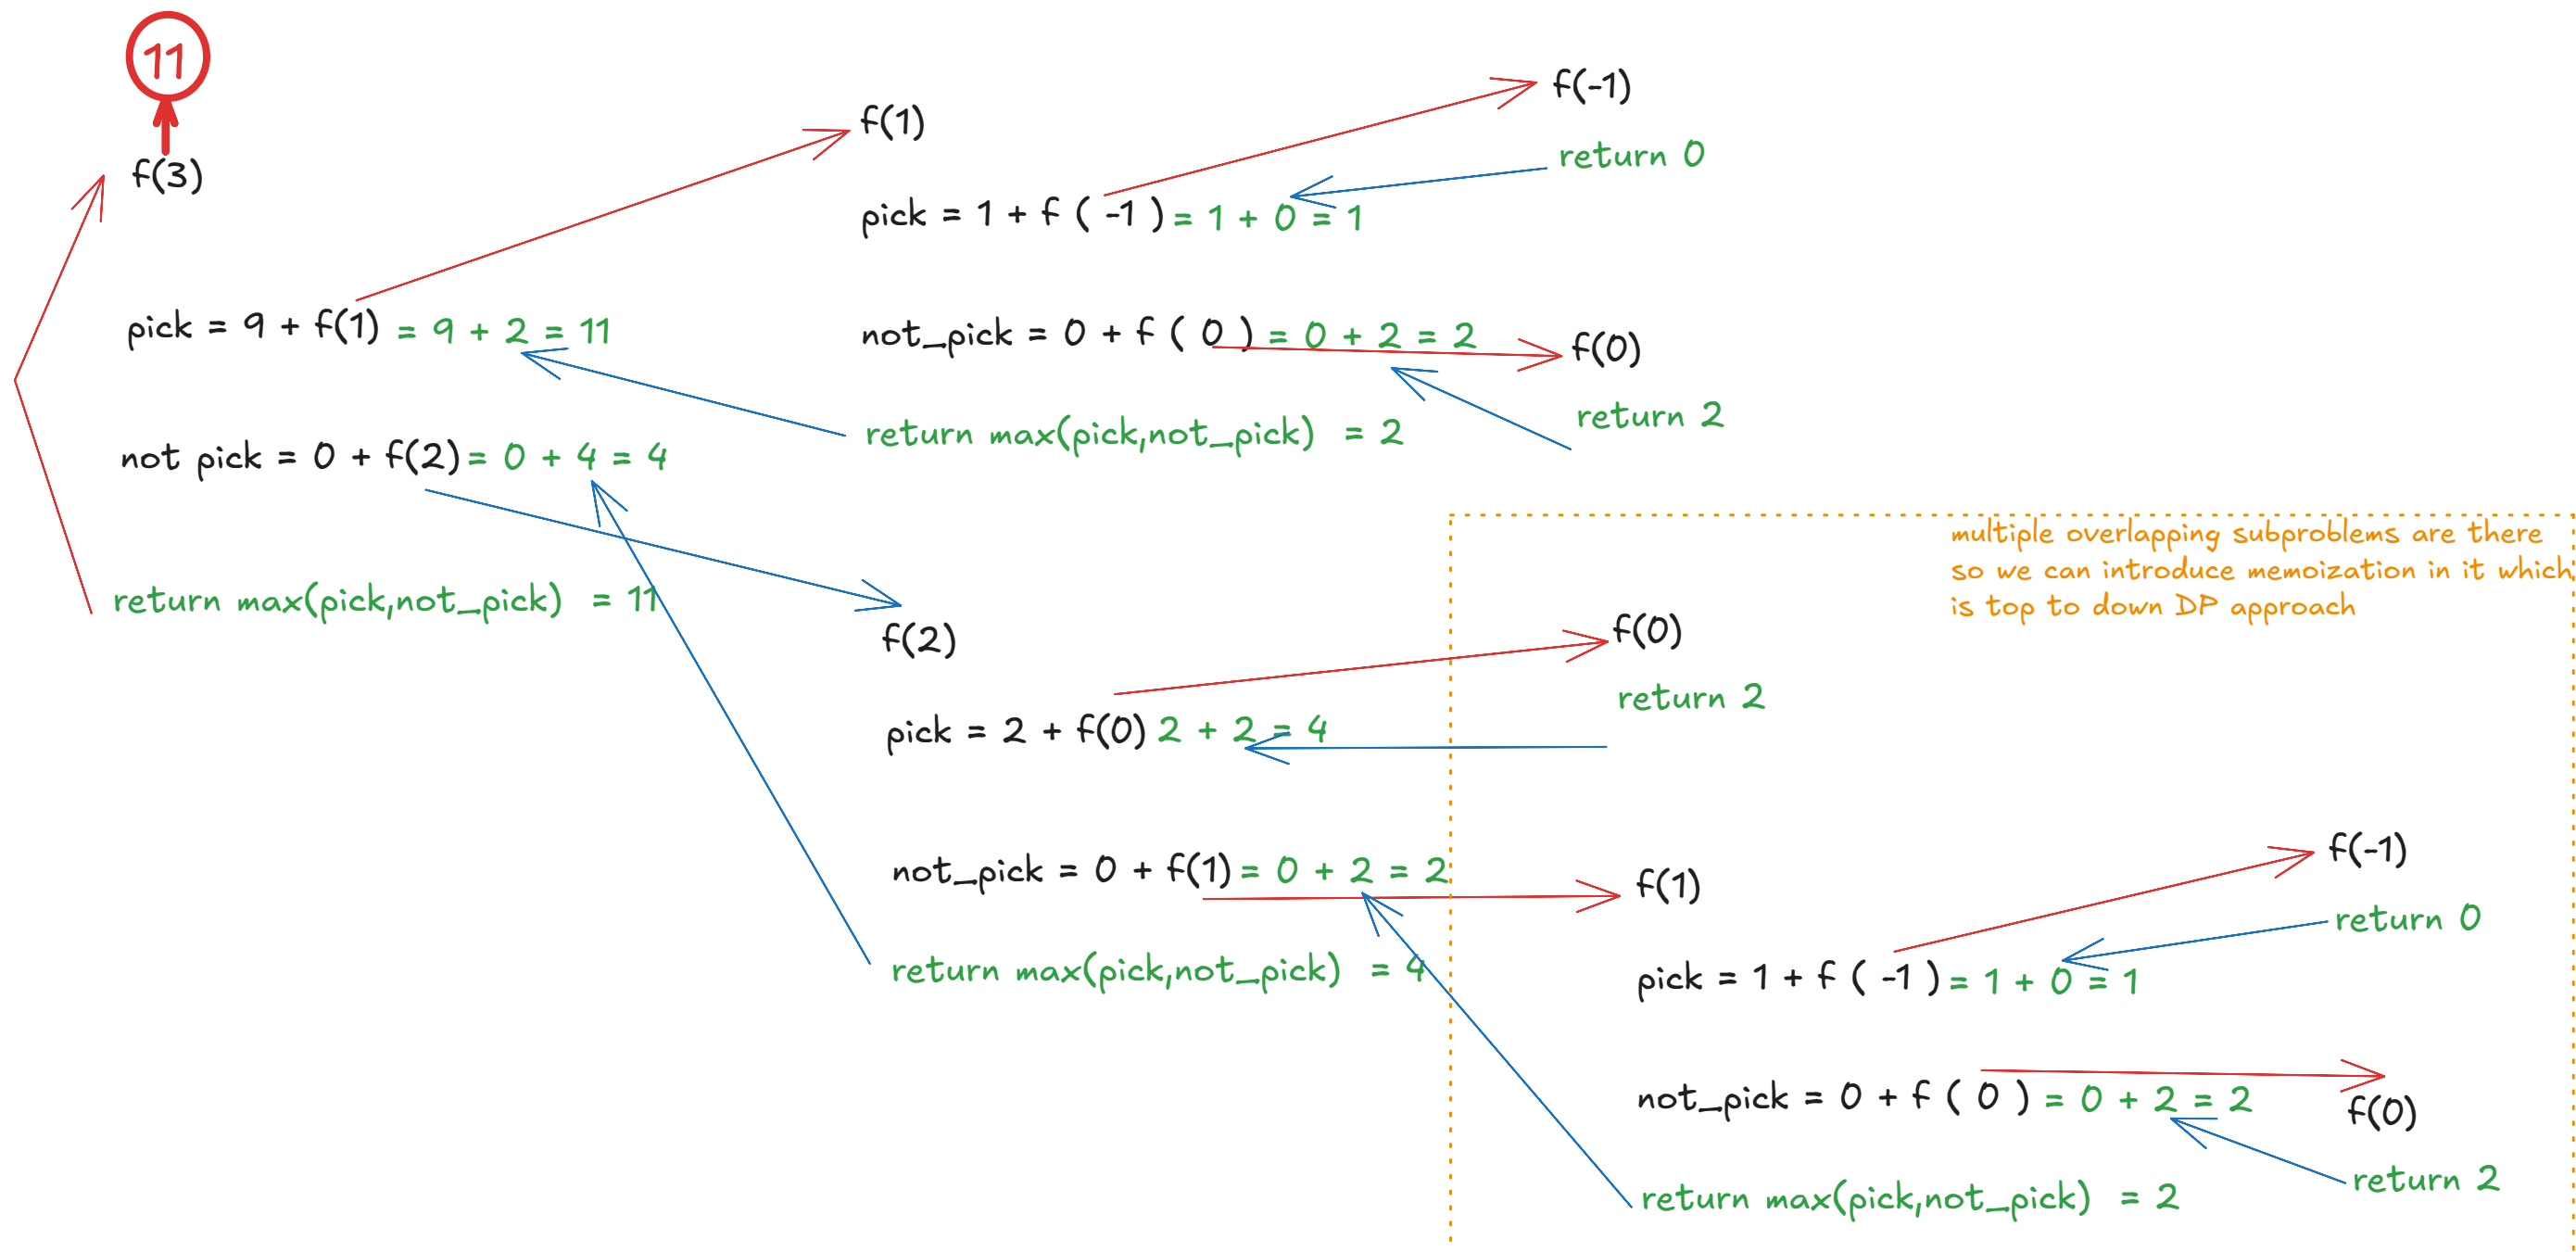 11
f(3)
pick = 9 + f(1) = 9 + 2 = 11
not pick = 0 + f(2) = 0 + 4 = 4
return max(pick,not_pick) = 11
f(1)
pick = 1 + f ( -1 ) = 1 + 0 = 1
not_pick = 0 + f ( 0 ) = 0 + 2 = 2
return max(pick,not_pick) = 2
f(-1)
return 0
f(0)
return 2
multiple overlapping subproblems are there
so we can introduce memoization in it which
is top to down DP approach
f(2)
pick = 2 + f(0) 2 + 2 = 4
not_pick = 0 + f(1) = 0 + 2 = 2
return max(pick,not_pick) = 4
f(0)
return 2
f(1)
pick = 1 + f ( -1 ) = 1 + 0 = 1
not_pick = 0 + f ( 0 ) = 0 + 2 = 2
return max(pick,not_pick) = 2
f(-1)
return 0
f(0)
return 2